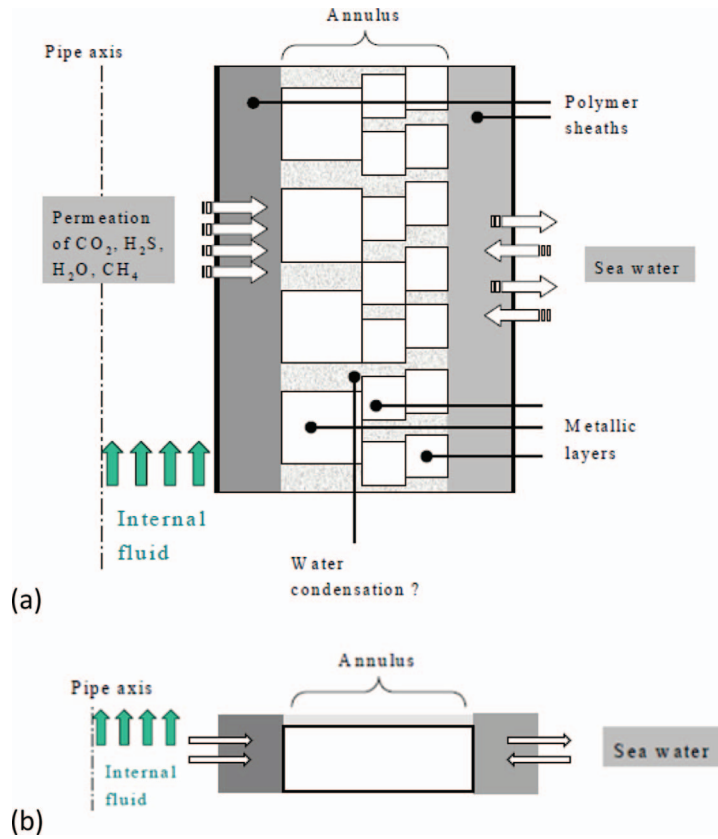 Annulus
Pipe axis
Polymer
sheaths
Permeation
of CO₂, H₂S,
H₂O, CH₄
Sea water
Metallic
layers
Internal
fluid
Water
condensation ?
(a)
Annulus
Pipe axis
Internal
fluid
Sea water
(b)